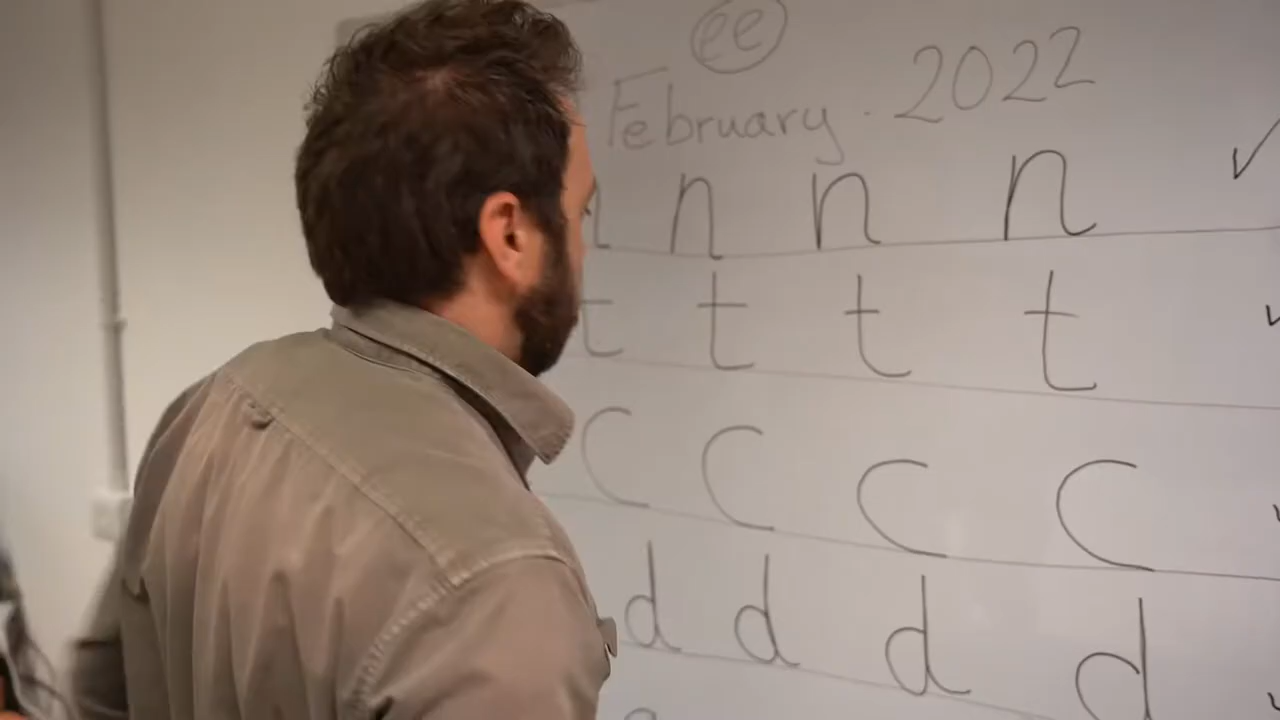 ee
February. 2022
n n n
t t t t
c c c c
d d d d